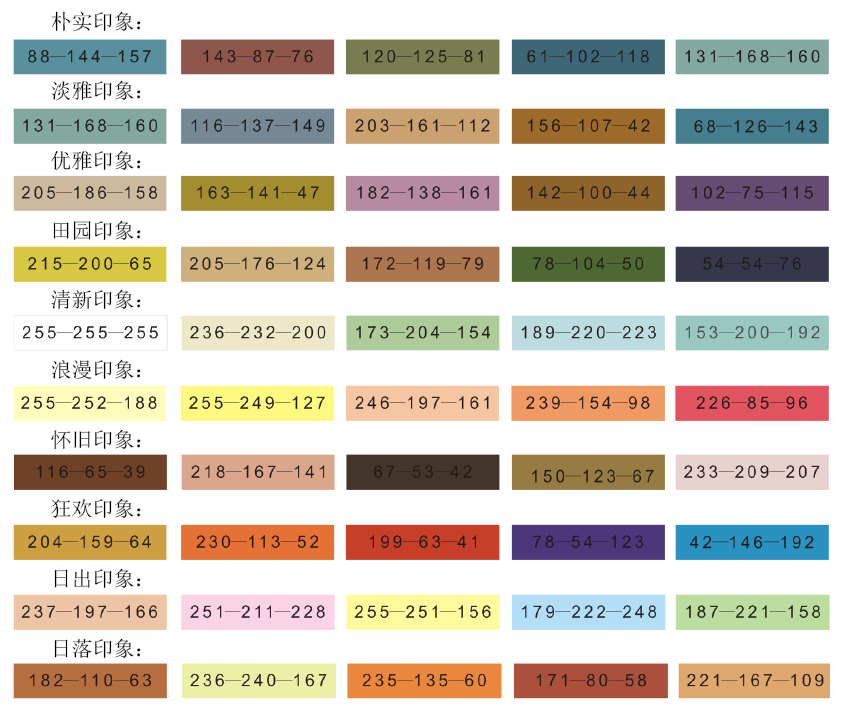 朴实印象：
88—144—157 143—87—76 120—125—81 61—102—118 131—168—160
淡雅印象：
131—168—160 116—137—149 203—161—112 156—107—42 68—126—143
优雅印象：
205—186—158 163—141—47 182—138—161 142—100—44 102—75—115
田园印象：
215—200—65 205—176—124 172—119—79 78—104—50 54—54—76
清新印象：
255—255—255 236—232—200 173—204—154 189—220—223 153—200—192
浪漫印象：
255—252—188 255—249—127 246—197—161 239—154—98 226—85—96
怀旧印象：
116—65—39 218—167—141 67—53—42 150—123—67 233—209—207
狂欢印象：
204—159—64 230—113—52 199—63—41 78—54—123 42—146—192
日出印象：
237—197—166 251—211—228 255—251—156 179—222—248 187—221—158
日落印象：
182—110—63 236—240—167 235—135—60 171—80—58 221—167—109